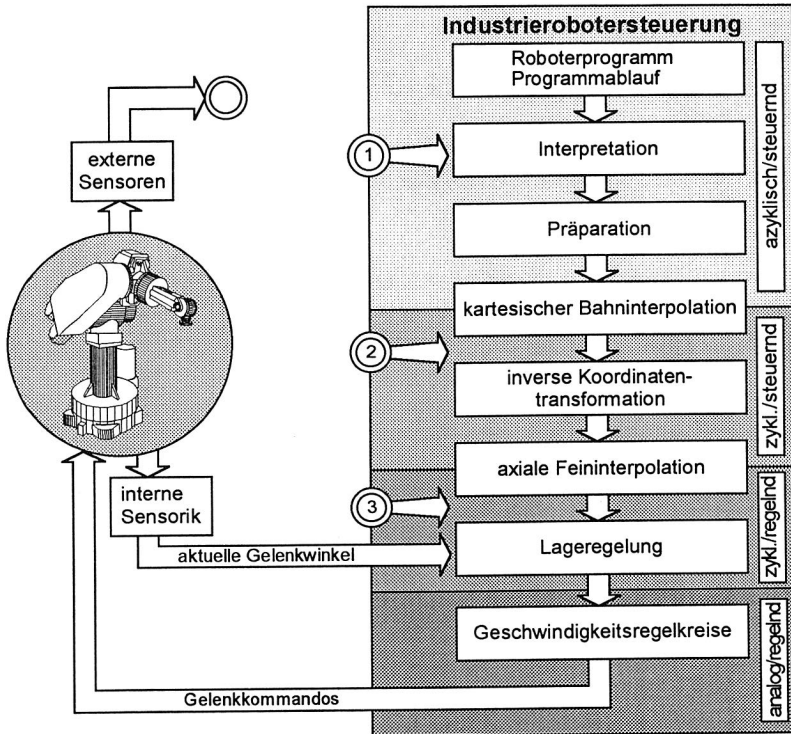 Industrierobotersteuerung
Roboterprogramm
Programmablauf
Interpretation
Präparation
kartesischer Bahninterpolation
inverse Koordinaten-
transformation
axiale Feininterpolation
Lageregelung
Geschwindigkeitsregelkreise
azyklisch/steuernd
zykl./steuernd
zykl./regelnd
analog/regelnd
1
2
3
externe
Sensoren
interne
Sensorik
aktuelle Gelenkwinkel
Gelenkkommandos